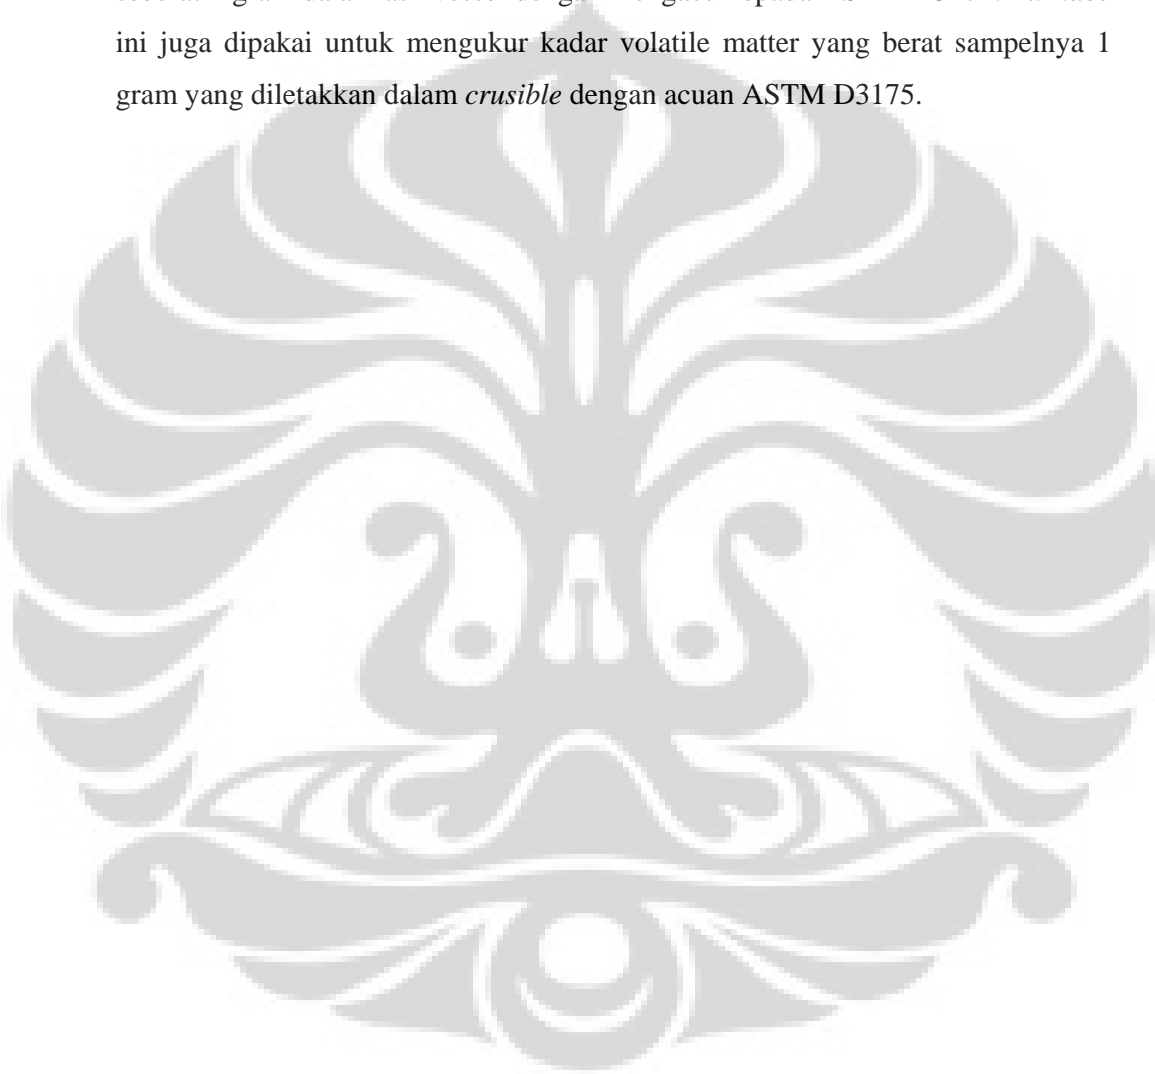 ini juga dipakai untuk mengukur kadar volatile matter yang berat sampelnya 1
gram yang diletakkan dalam crusible dengan acuan ASTM D3175.